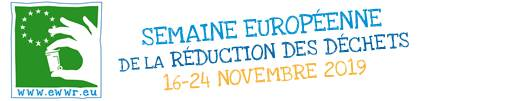 www.ewwr.eu
SEMAINE EUROPÉENNE
DE LA RÉDUCTION DES DÉCHETS
16-24 NOVEMBRE 2019